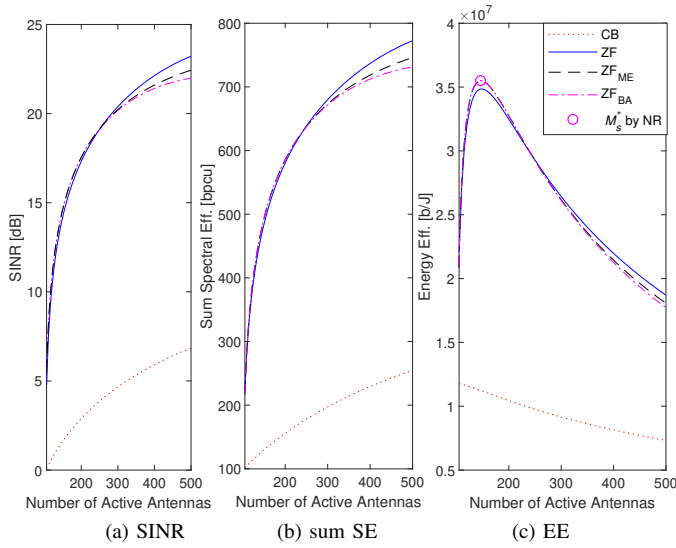 25
20
15
10
5
0
SINR [dB]
200 300 400 500
Number of Active Antennas
(a) SINR
800
700
600
500
400
300
200
100
Sum Spectral Eff. [bpcu]
200 300 400 500
Number of Active Antennas
(b) sum SE
×10⁷
4
3.5
3
2.5
2
1.5
1
0.5
Energy Eff. [b/J]
200 300 400 500
Number of Active Antennas
(c) EE
CB
ZF
ZF_ME
ZF_BA
M_s^* by NR